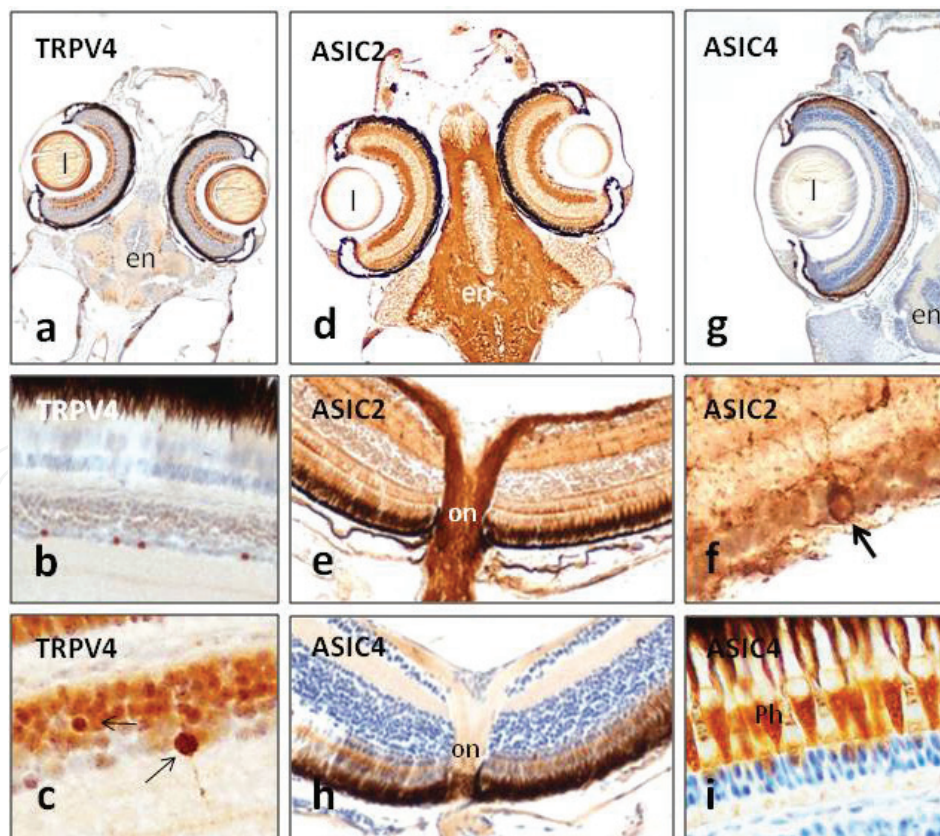 TRPV4
l
en
a
ASIC2
l
en
d
ASIC4
l
en
g
TRPV4
b
ASIC2
on
e
ASIC2
f
TRPV4
c
ASIC4
on
h
ASIC4
Ph
i